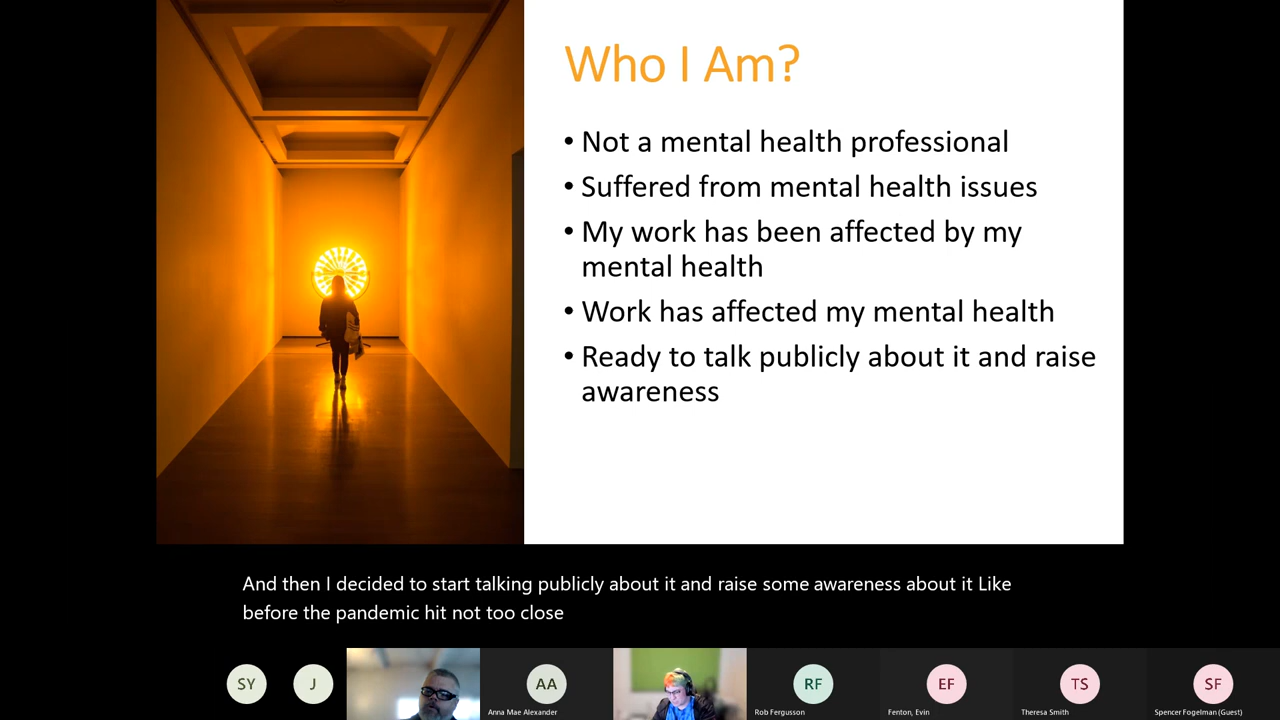 Who I Am?
• Not a mental health professional
• Suffered from mental health issues
• My work has been affected by my
mental health
• Work has affected my mental health
• Ready to talk publicly about it and raise
awareness
And then I decided to start talking publicly about it and raise some awareness about it Like
before the pandemic hit not too close
SY
J
AA
RF
EF
TS
SF
Anna Mae Alexander
Rob Fergusson
Fenton, Evin
Theresa Smith
Spencer Fogelman (Guest)